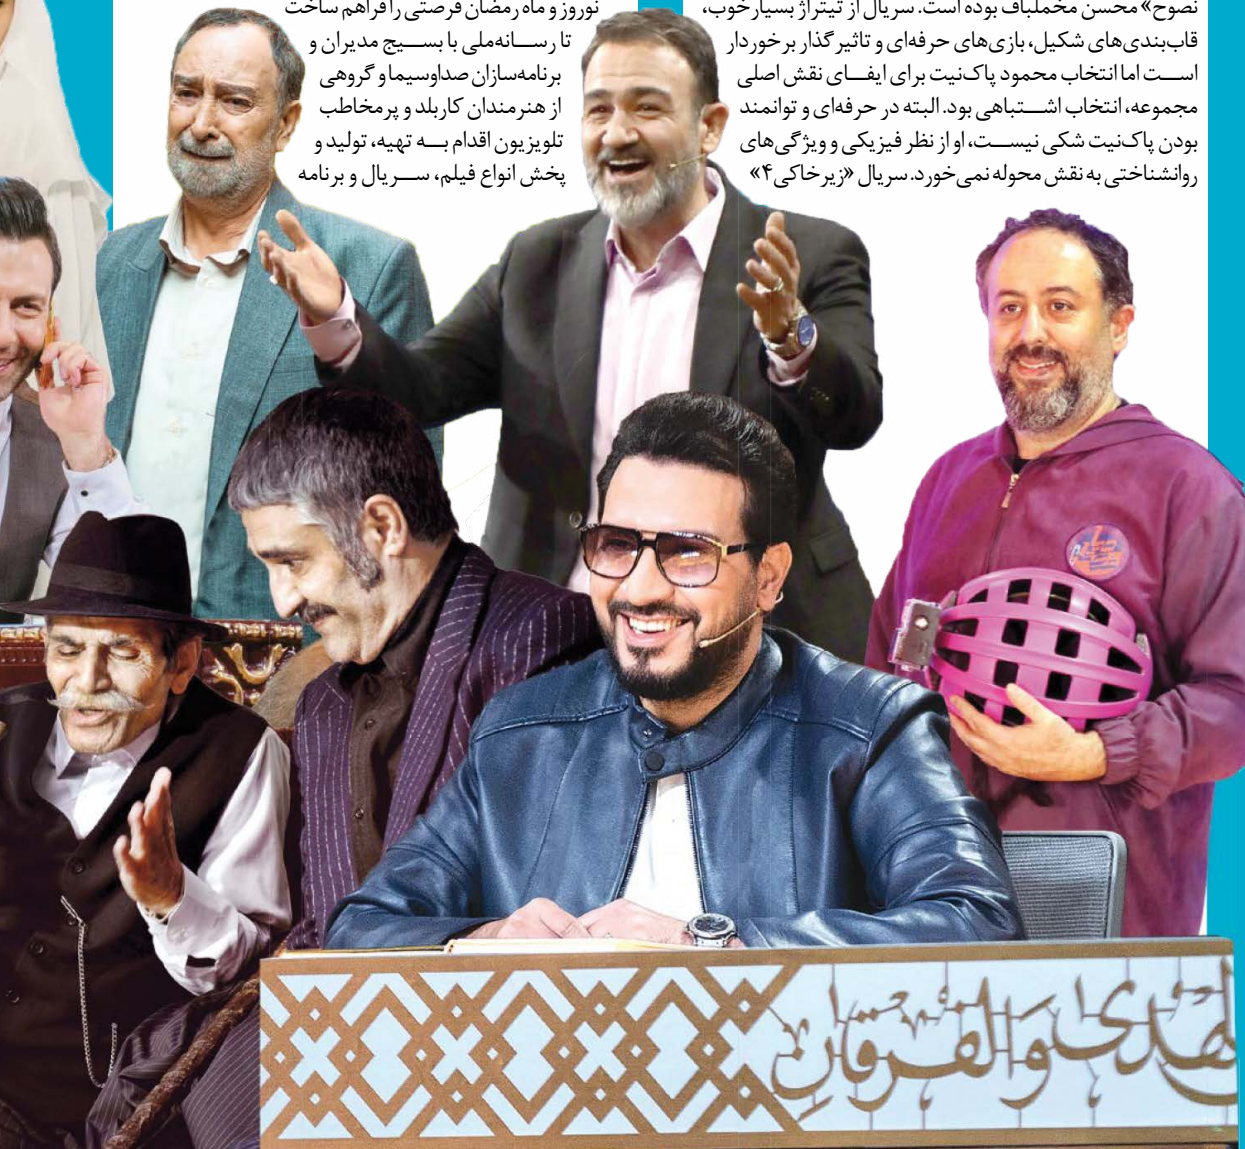 نصوح» محسن مخملباف بوده است. سریال از تیتراژ بسیار خوب،
قاب‌بندی‌های شکیل، بازی‌های حرفه‌ای و تاثیر گذار برخوردار
است اما انتخاب محمود پاک‌نیت برای ایفای نقش اصلی
مجموعه، انتخاب اشتباهی بود. البته در حرفه‌ای و توانمند
بودن پاک‌نیت شکی نیست، او از نظر فیزیکی و ویژگی‌های
روانشناختی به نقش محوله نمی‌خورد. سریال «زیرخاکی۴»
نوروز و ماه رمضان فرصتی را فراهم ساخت
تا رسانه‌ملی با بسیج مدیران و
برنامه‌سازان صداوسیما و گروهی
از هنرمندان کاربلد و پرمخاطب
تلویزیون اقدام به تهیه، تولید و
پخش انواع فیلم، سریال و برنامه
لهدی والفرقان